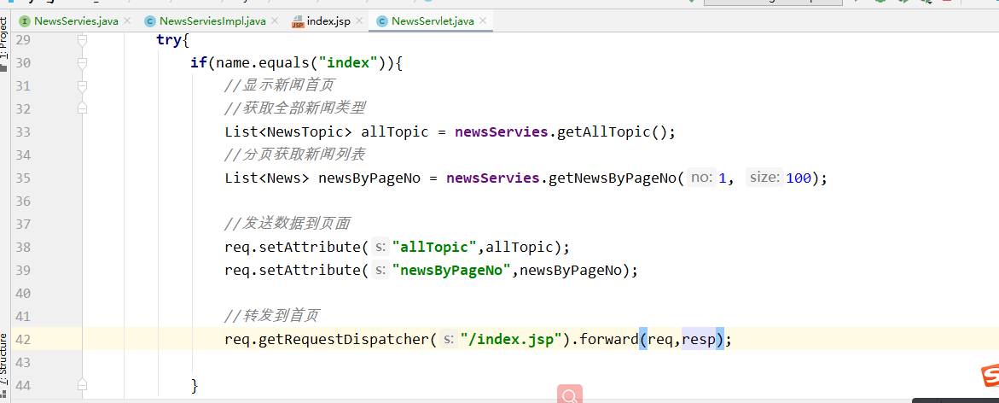 NewsServies.java NewsServiesImpl.java index.jsp NewsServlet.java
1: Project
29 try{
30 if(name.equals("index")){
31 //显示新闻首页
32 //获取全部新闻类型
33 List<NewsTopic> allTopic = newsServies.getAllTopic();
34 //分页获取新闻列表
35 List<News> newsByPageNo = newsServies.getNewsByPageNo( no: 1, size: 100);
36
37 //发送数据到页面
38 req.setAttribute( s: "allTopic",allTopic);
39 req.setAttribute( s: "newsByPageNo",newsByPageNo);
40
41 //转发到首页
42 req.getRequestDispatcher( s: "/index.jsp").forward(req,resp);
43
44 }
7: Structure